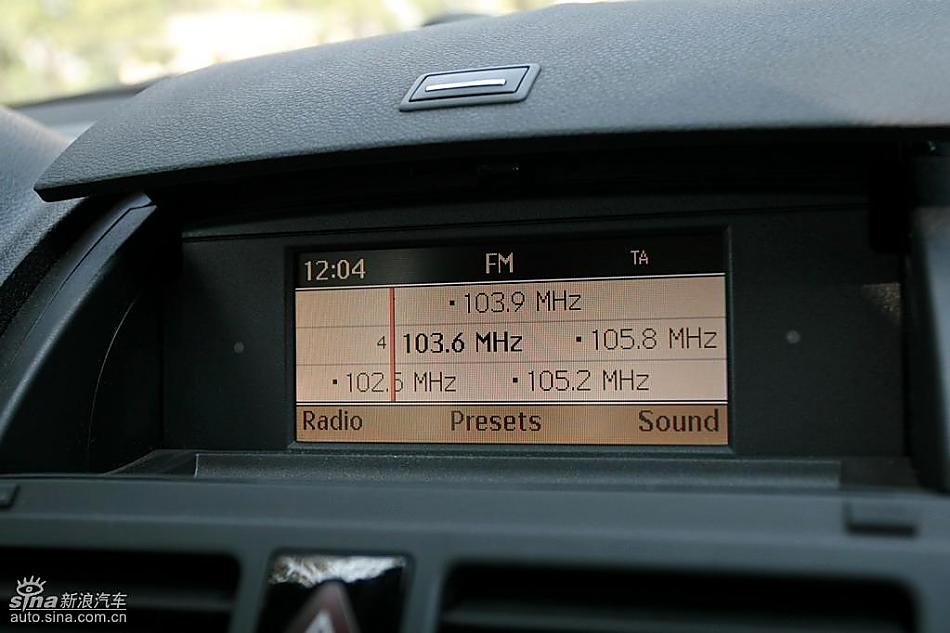 12:04 FM TA
·103.9 MHz
4 103.6 MHz ·105.8 MHz
·102.5 MHz ·105.2 MHz
Radio Presets Sound
sina新浪汽车
auto.sina.com.cn